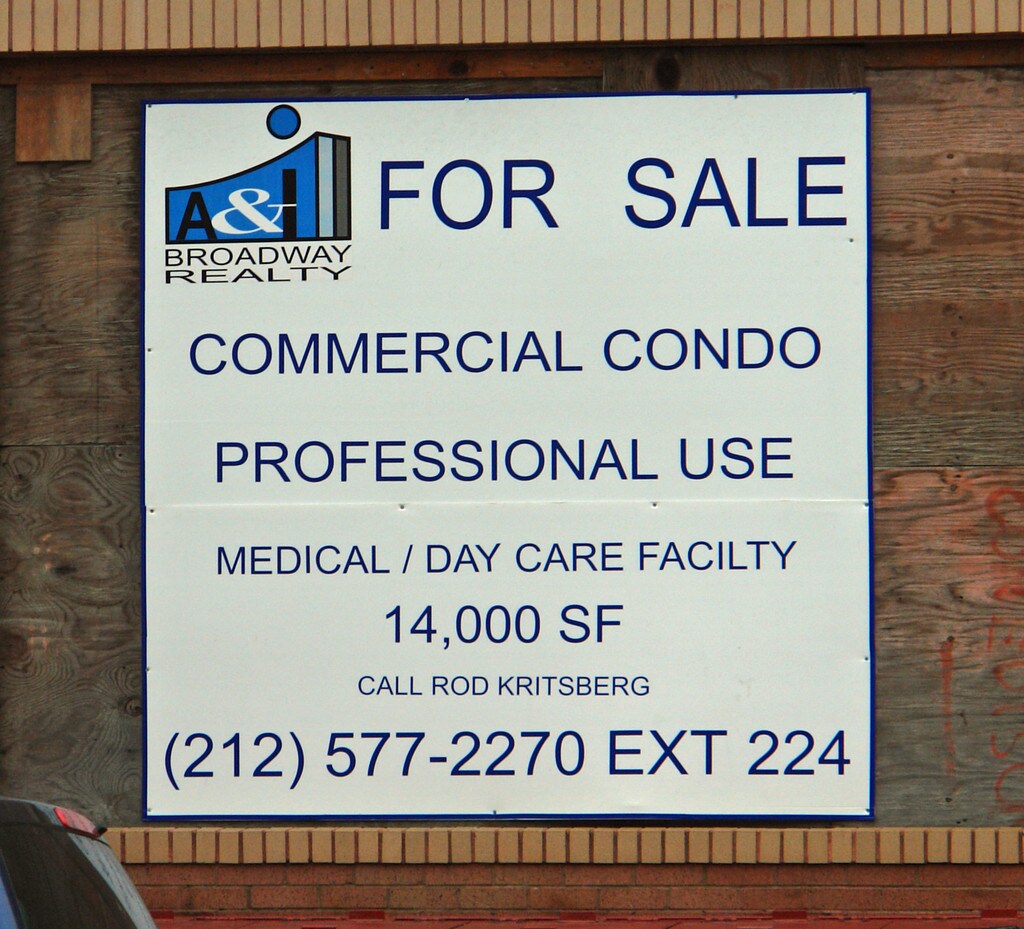 A&I
BROADWAY
REALTY
FOR SALE
COMMERCIAL CONDO
PROFESSIONAL USE
MEDICAL / DAY CARE FACILTY
14,000 SF
CALL ROD KRITSBERG
(212) 577-2270 EXT 224